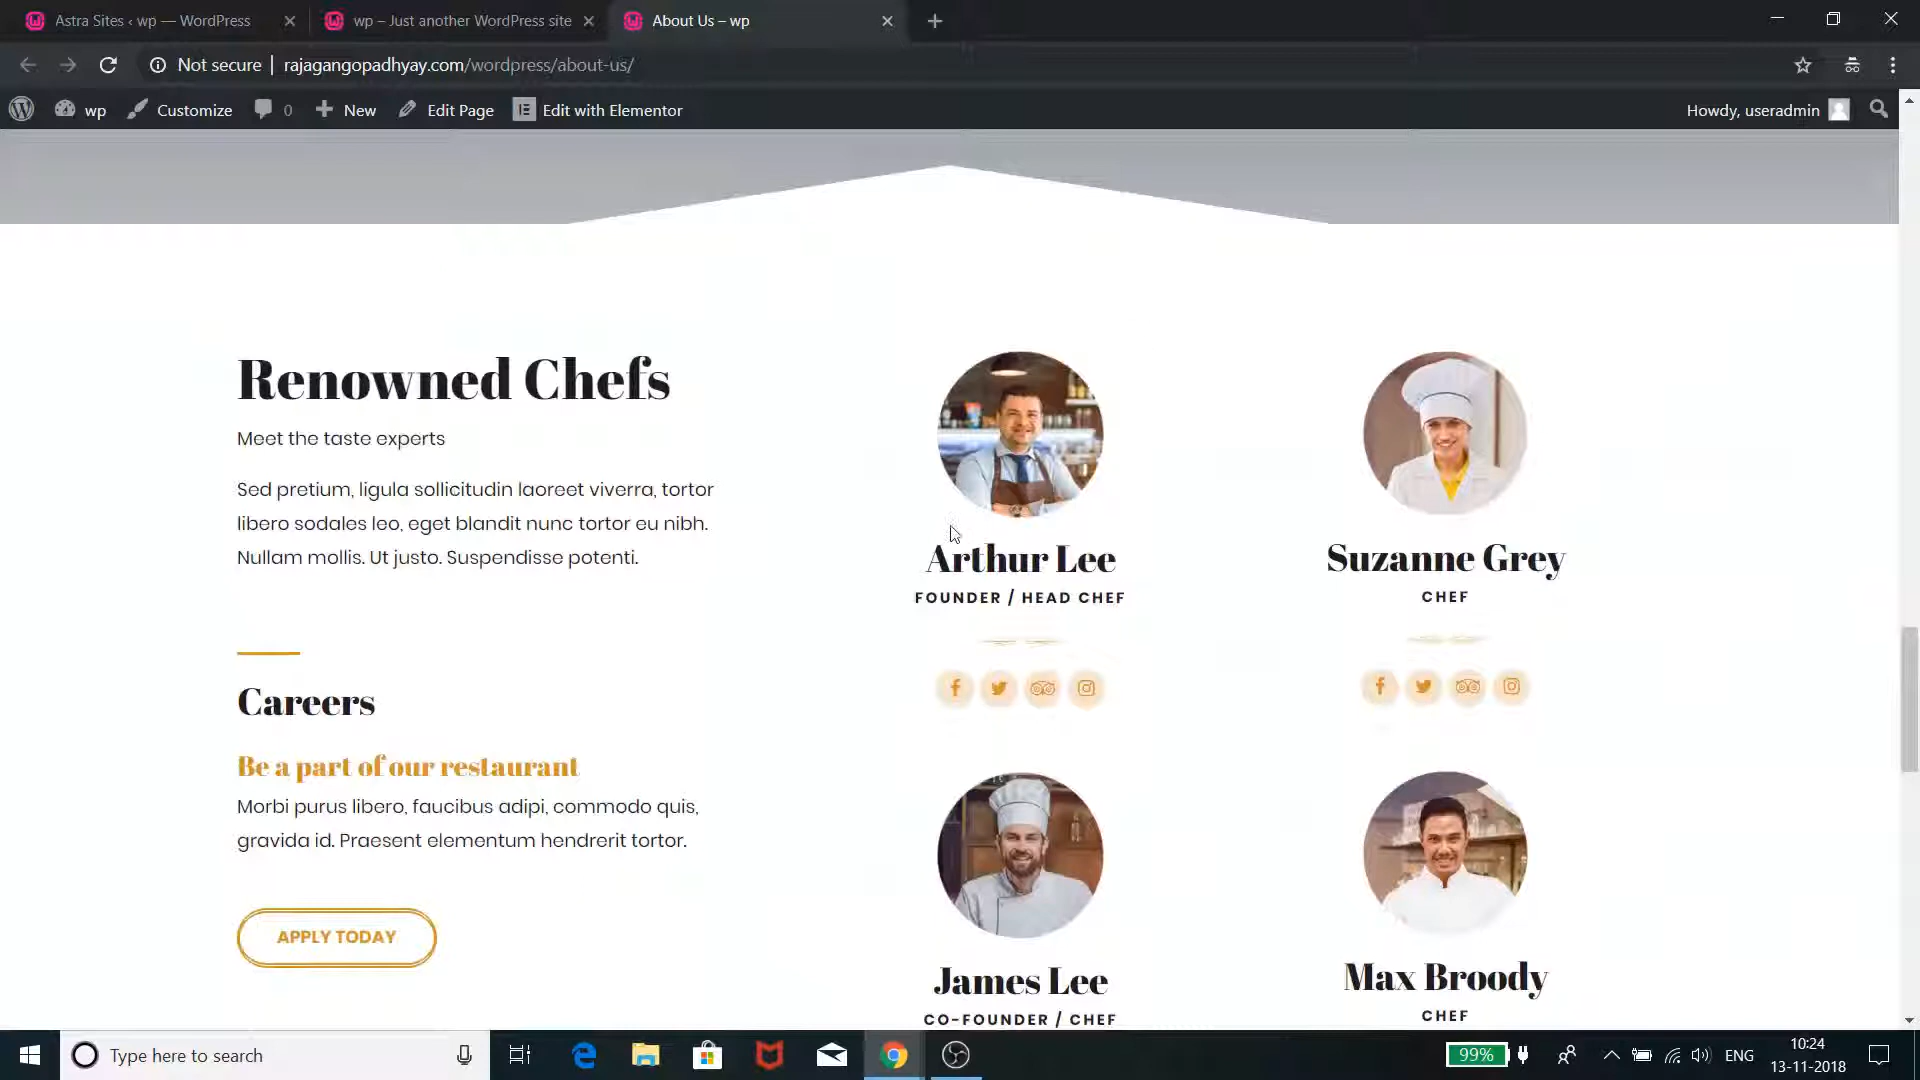 Astra Sites ‹ wp — WordPress
wp – Just another WordPress site
About Us – wp
Not secure
rajagangopadhyay.com/wordpress/about-us/
wp
Customize
0
New
Edit Page
Edit with Elementor
Howdy, useradmin
Renowned Chefs
Meet the taste experts
Sed pretium, ligula sollicitudin laoreet viverra, tortor
libero sodales leo, eget blandit nunc tortor eu nibh.
Nullam mollis. Ut justo. Suspendisse potenti.
Careers
Be a part of our restaurant
Morbi purus libero, faucibus adipi, commodo quis,
gravida id. Praesent elementum hendrerit tortor.
APPLY TODAY
Arthur Lee
FOUNDER / HEAD CHEF
Suzanne Grey
CHEF
James Lee
CO-FOUNDER / CHEF
Max Broody
CHEF
Type here to search
99%
ENG
10:24
13-11-2018